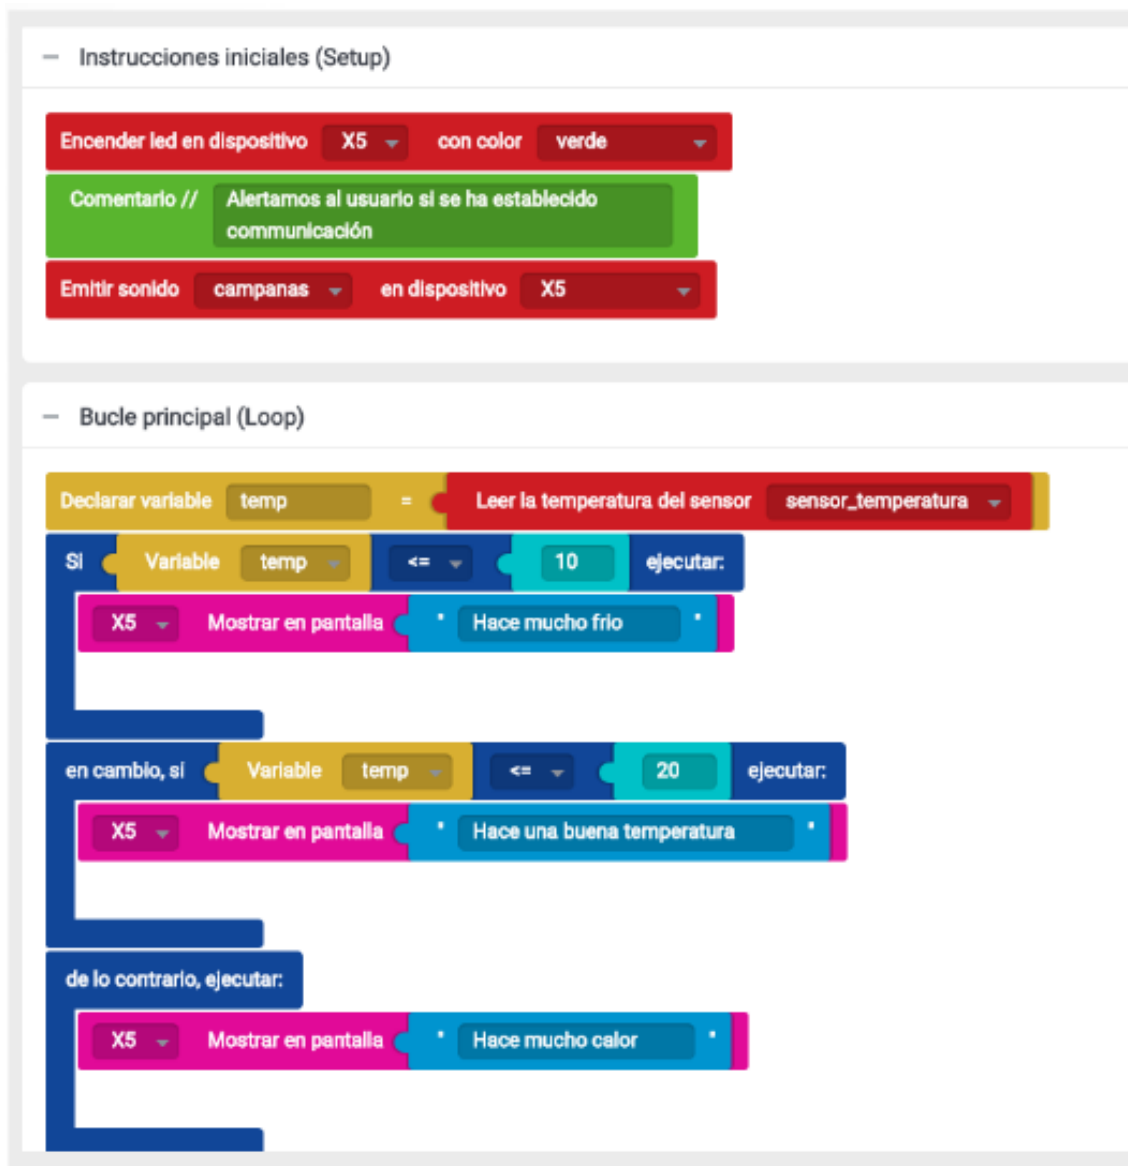 Instrucciones iniciales (Setup)
Encender led en dispositivo X5 con color verde
Comentario // Alertamos al usuario si se ha establecido
communicación
Emitir sonido campanas en dispositivo X5
Bucle principal (Loop)
Declarar variable temp = Leer la temperatura del sensor sensor_temperatura
Si Variable temp <= 10 ejecutar:
X5 Mostrar en pantalla " Hace mucho frio "
en cambio, si Variable temp <= 20 ejecutar:
X5 Mostrar en pantalla " Hace una buena temperatura "
de lo contrario, ejecutar:
X5 Mostrar en pantalla " Hace mucho calor "